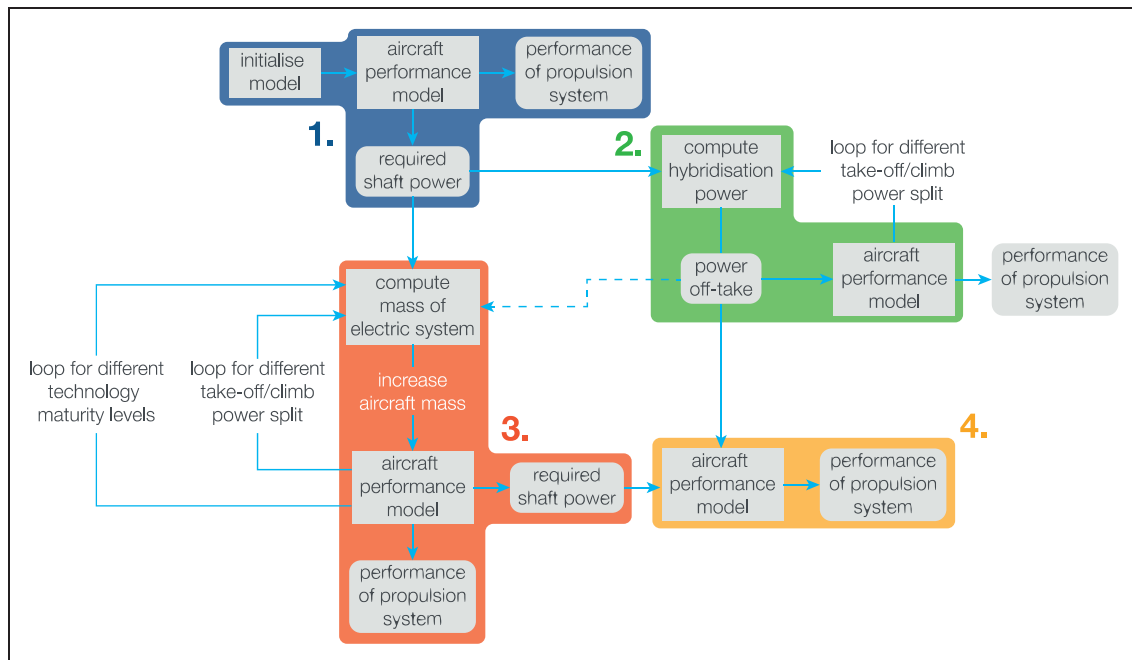 initialise
model
aircraft
performance
model
performance
of propulsion
system
1.
required
shaft power
2.
compute
hybridisation
power
loop for different
take-off/climb
power split
power
off-take
aircraft
performance
model
performance
of propulsion
system
compute
mass of
electric system
loop for different
technology
maturity levels
loop for different
take-off/climb
power split
increase
aircraft mass
3.
aircraft
performance
model
required
shaft power
performance
of propulsion
system
4.
aircraft
performance
model
performance
of propulsion
system